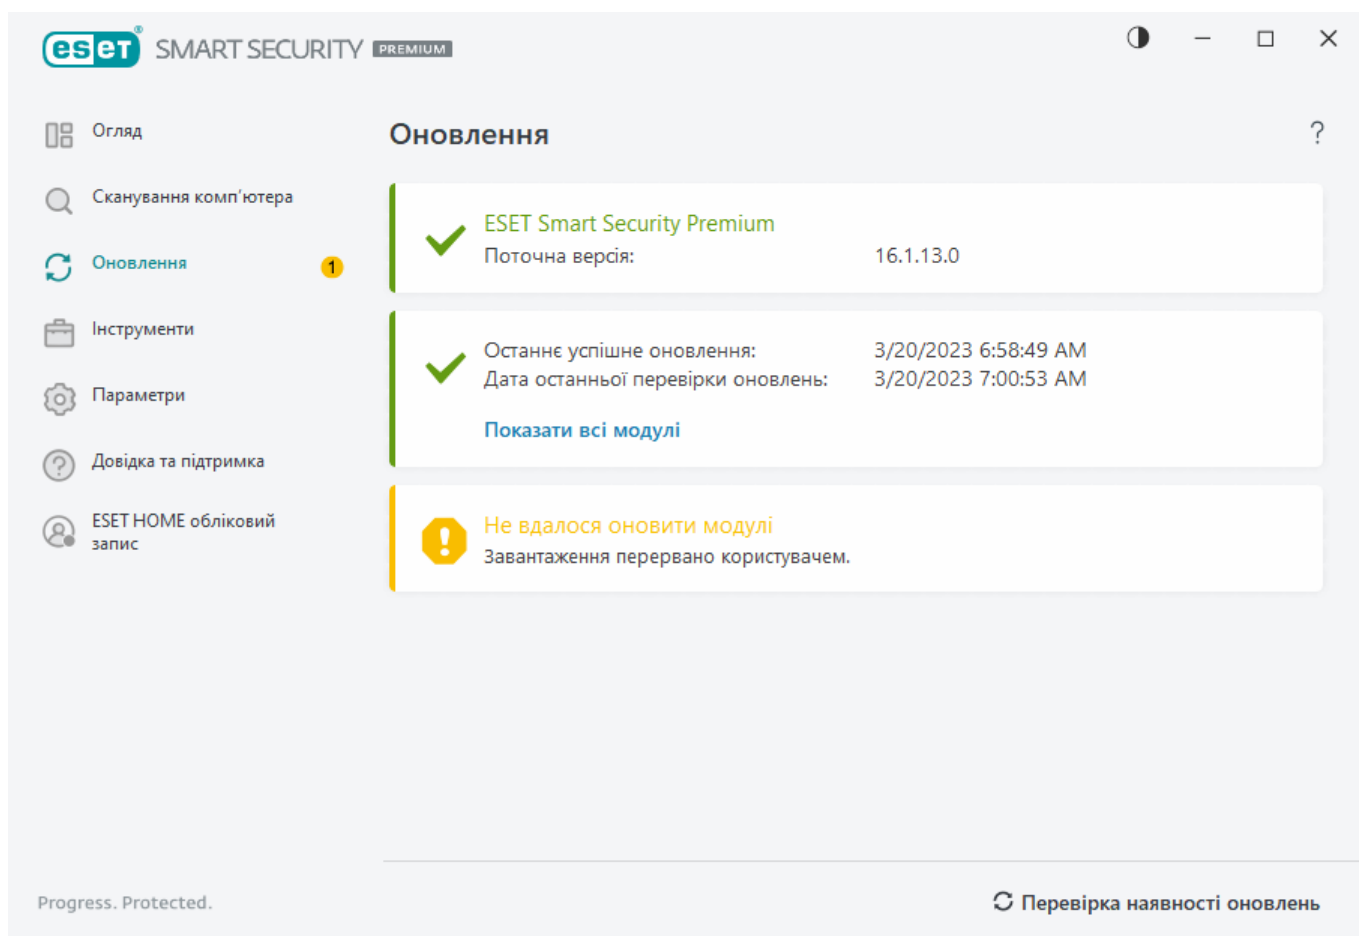 eset® SMART SECURITY PREMIUM
Огляд
Сканування комп'ютера
Оновлення 1
Інструменти
Параметри
Довідка та підтримка
ESET HOME обліковий
запис
Оновлення ?
ESET Smart Security Premium
Поточна версія: 16.1.13.0
Останнє успішне оновлення: 3/20/2023 6:58:49 AM
Дата останньої перевірки оновлень: 3/20/2023 7:00:53 AM
Показати всі модулі
Не вдалося оновити модулі
Завантаження перервано користувачем.
Progress. Protected.
Перевірка наявності оновлень